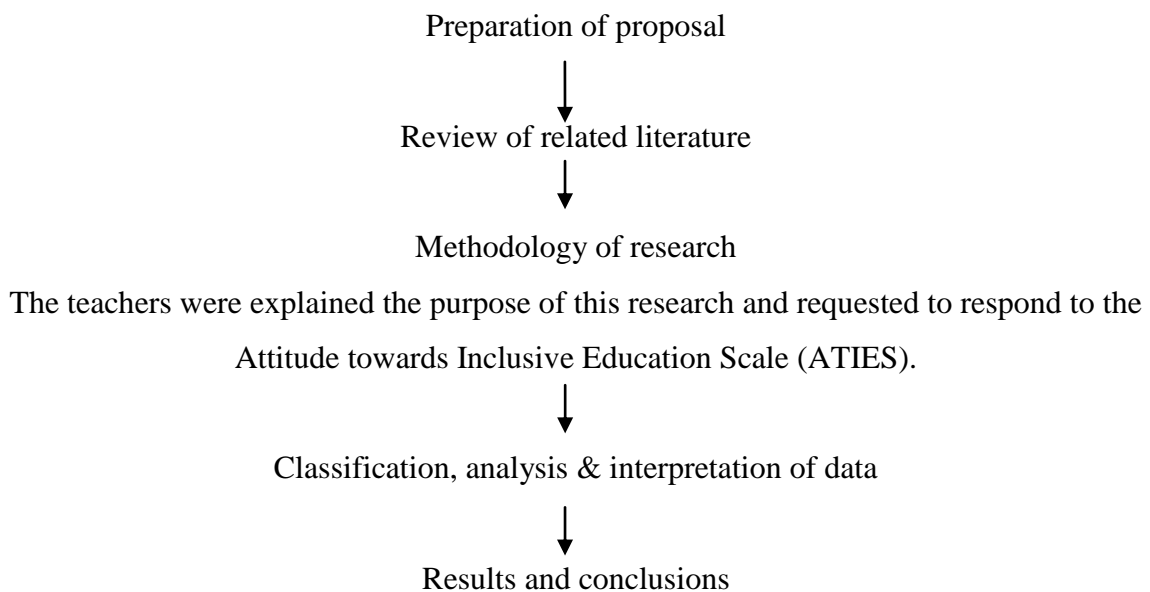 Preparation of proposal
Review of related literature
Methodology of research
The teachers were explained the purpose of this research and requested to respond to the
Attitude towards Inclusive Education Scale (ATIES).
Classification, analysis & interpretation of data
Results and conclusions